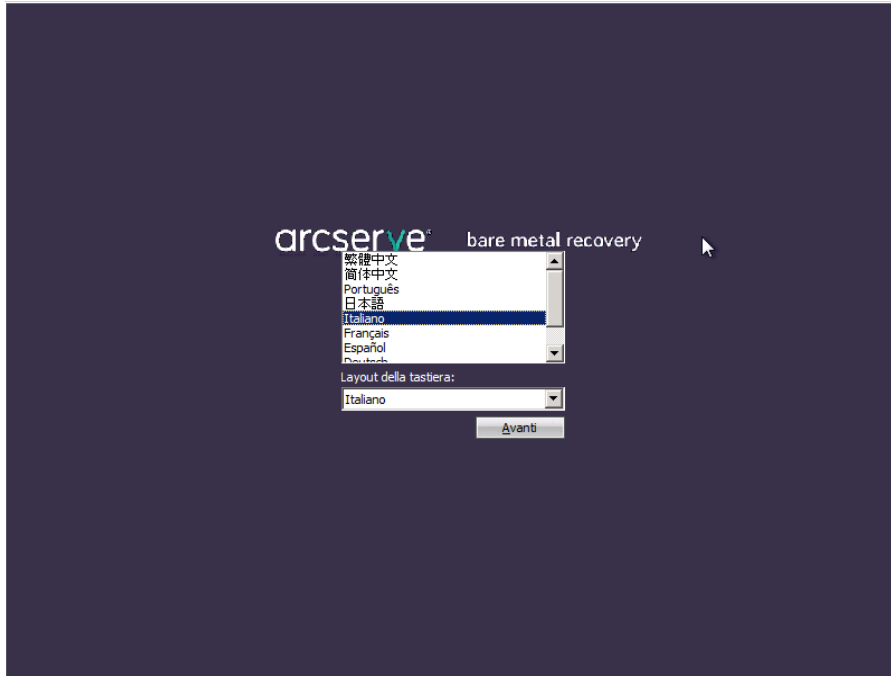 arcserve® bare metal recovery
繁體中文
简体中文
Português
日本語
Italiano
Français
Español
Deutsch
Layout della tastiera:
Italiano
Avanti